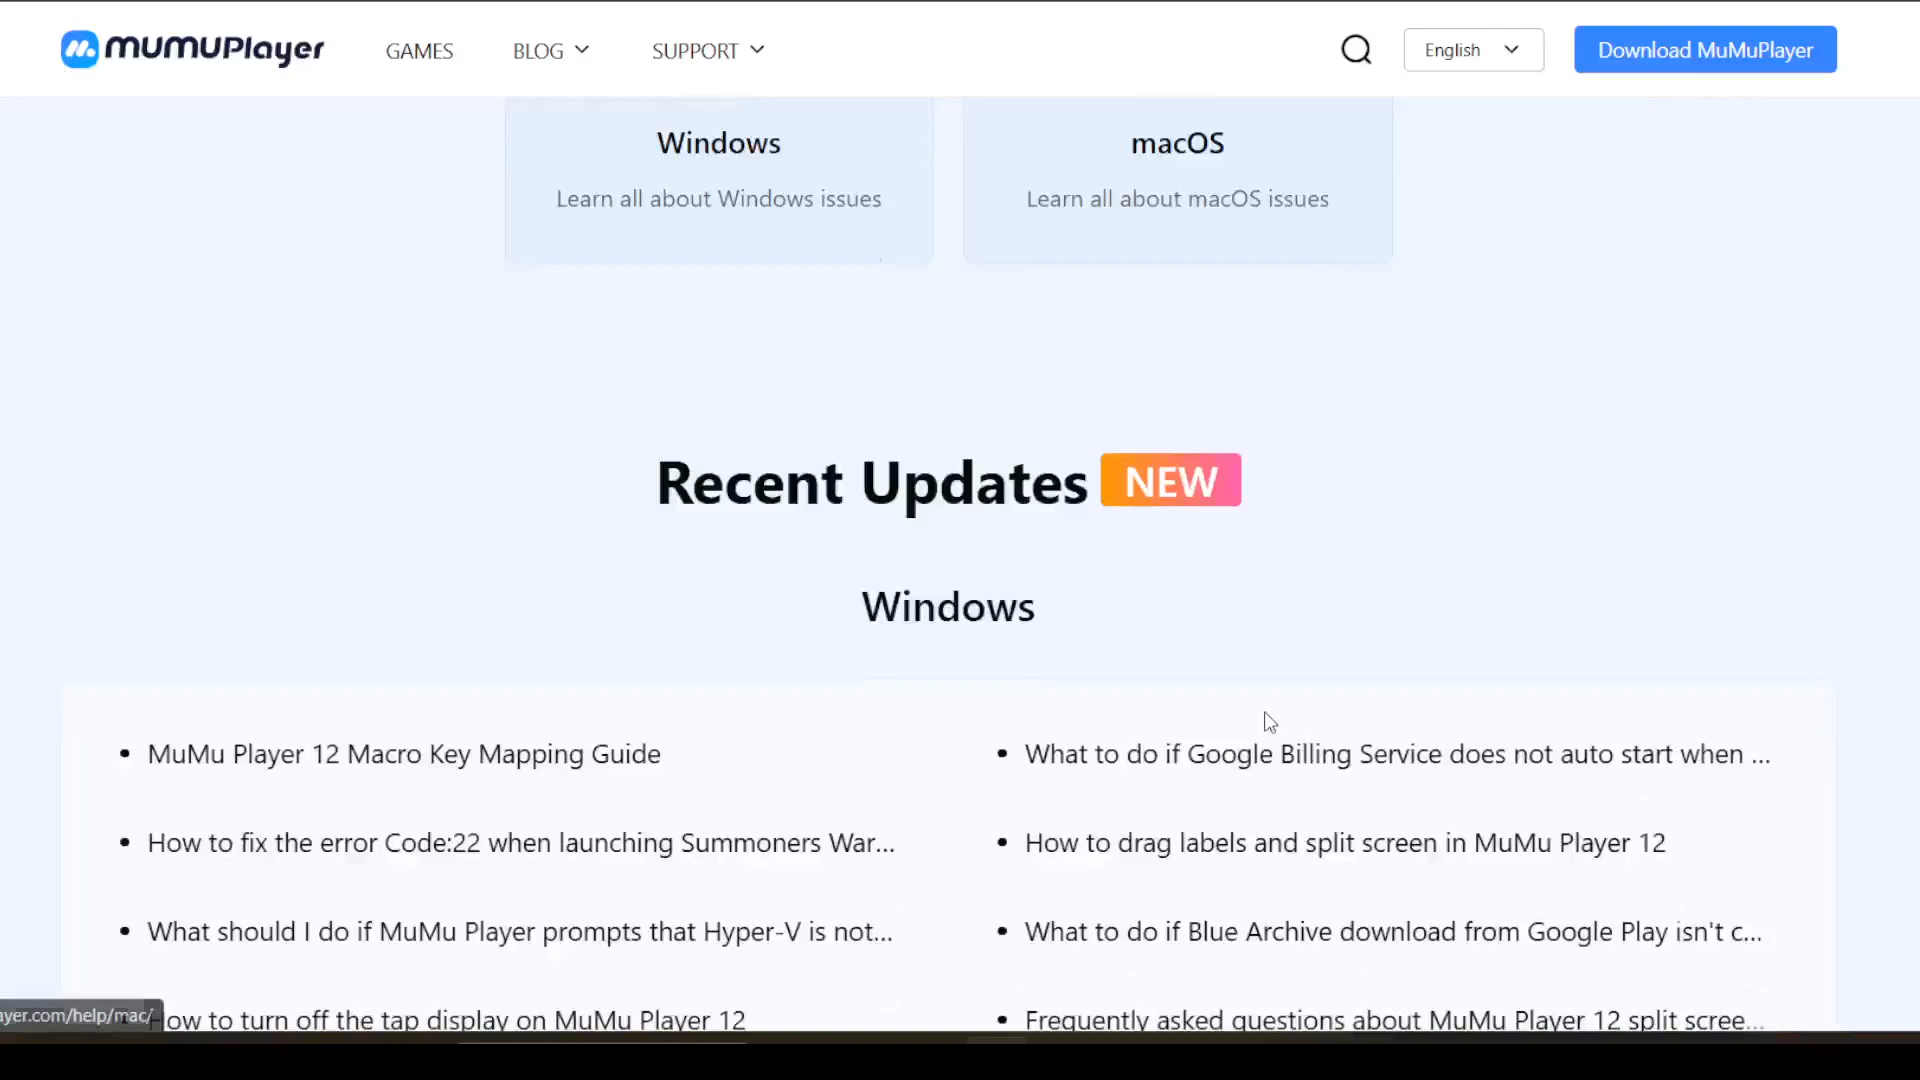 MuMuPlayer GAMES BLOG SUPPORT English Download MuMuPlayer
Windows macOS
Learn all about Windows issues Learn all about macOS issues
Recent Updates NEW
Windows
• MuMu Player 12 Macro Key Mapping Guide
• What to do if Google Billing Service does not auto start when ...
• How to fix the error Code:22 when launching Summoners War...
• How to drag labels and split screen in MuMu Player 12
• What should I do if MuMu Player prompts that Hyper-V is not...
• What to do if Blue Archive download from Google Play isn't c...
ow to turn off the tap display on MuMu Player 12
• Frequently asked questions about MuMu Player 12 split scree...
ayer.com/help/mac/